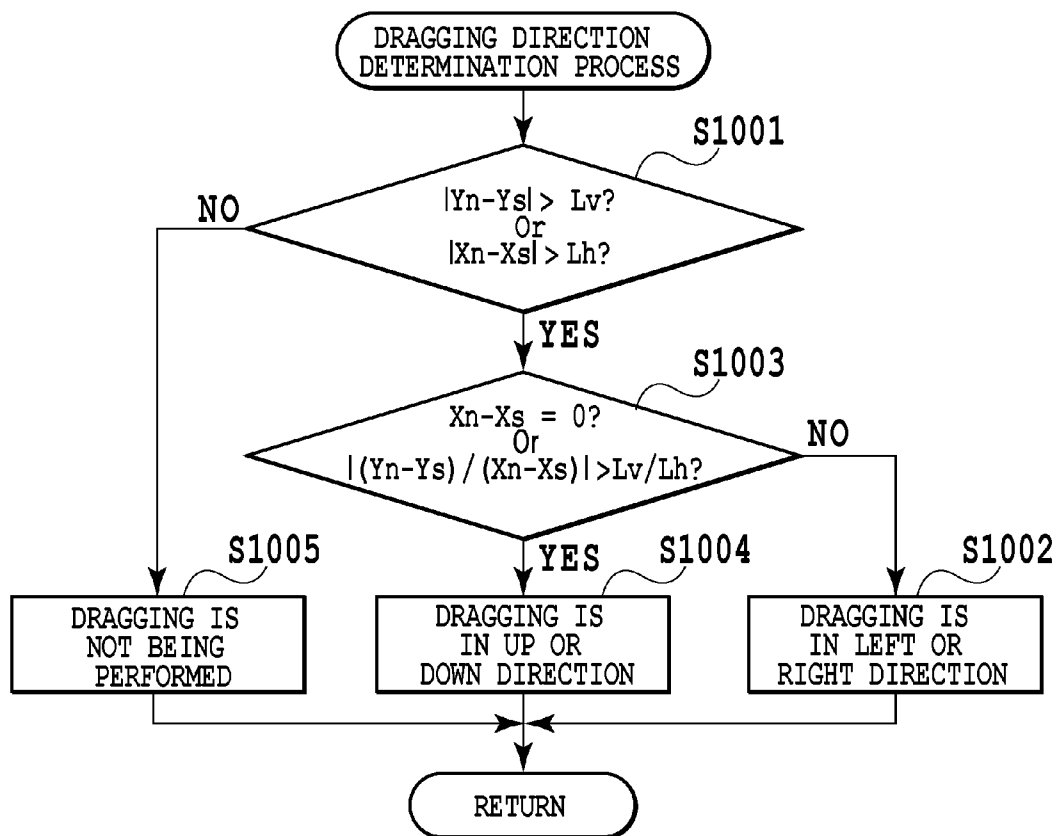 DRAGGING DIRECTION
DETERMINATION PROCESS
S1001
|Yn-Ys| > Lv?
Or
|Xn-Xs| > Lh?
NO
YES
S1003
Xn-Xs = 0?
Or
|(Yn-Ys)/(Xn-Xs)|>Lv/Lh?
NO
YES
S1005
DRAGGING IS
NOT BEING
PERFORMED
S1004
DRAGGING IS
IN UP OR
DOWN DIRECTION
S1002
DRAGGING IS
IN LEFT OR
RIGHT DIRECTION
RETURN